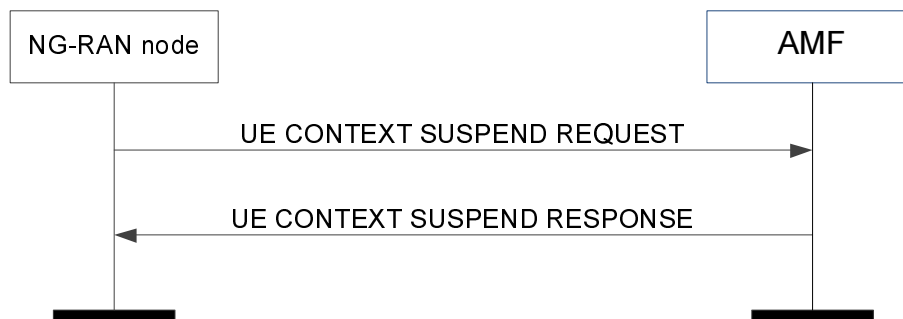 NG-RAN node
AMF
UE CONTEXT SUSPEND REQUEST
UE CONTEXT SUSPEND RESPONSE